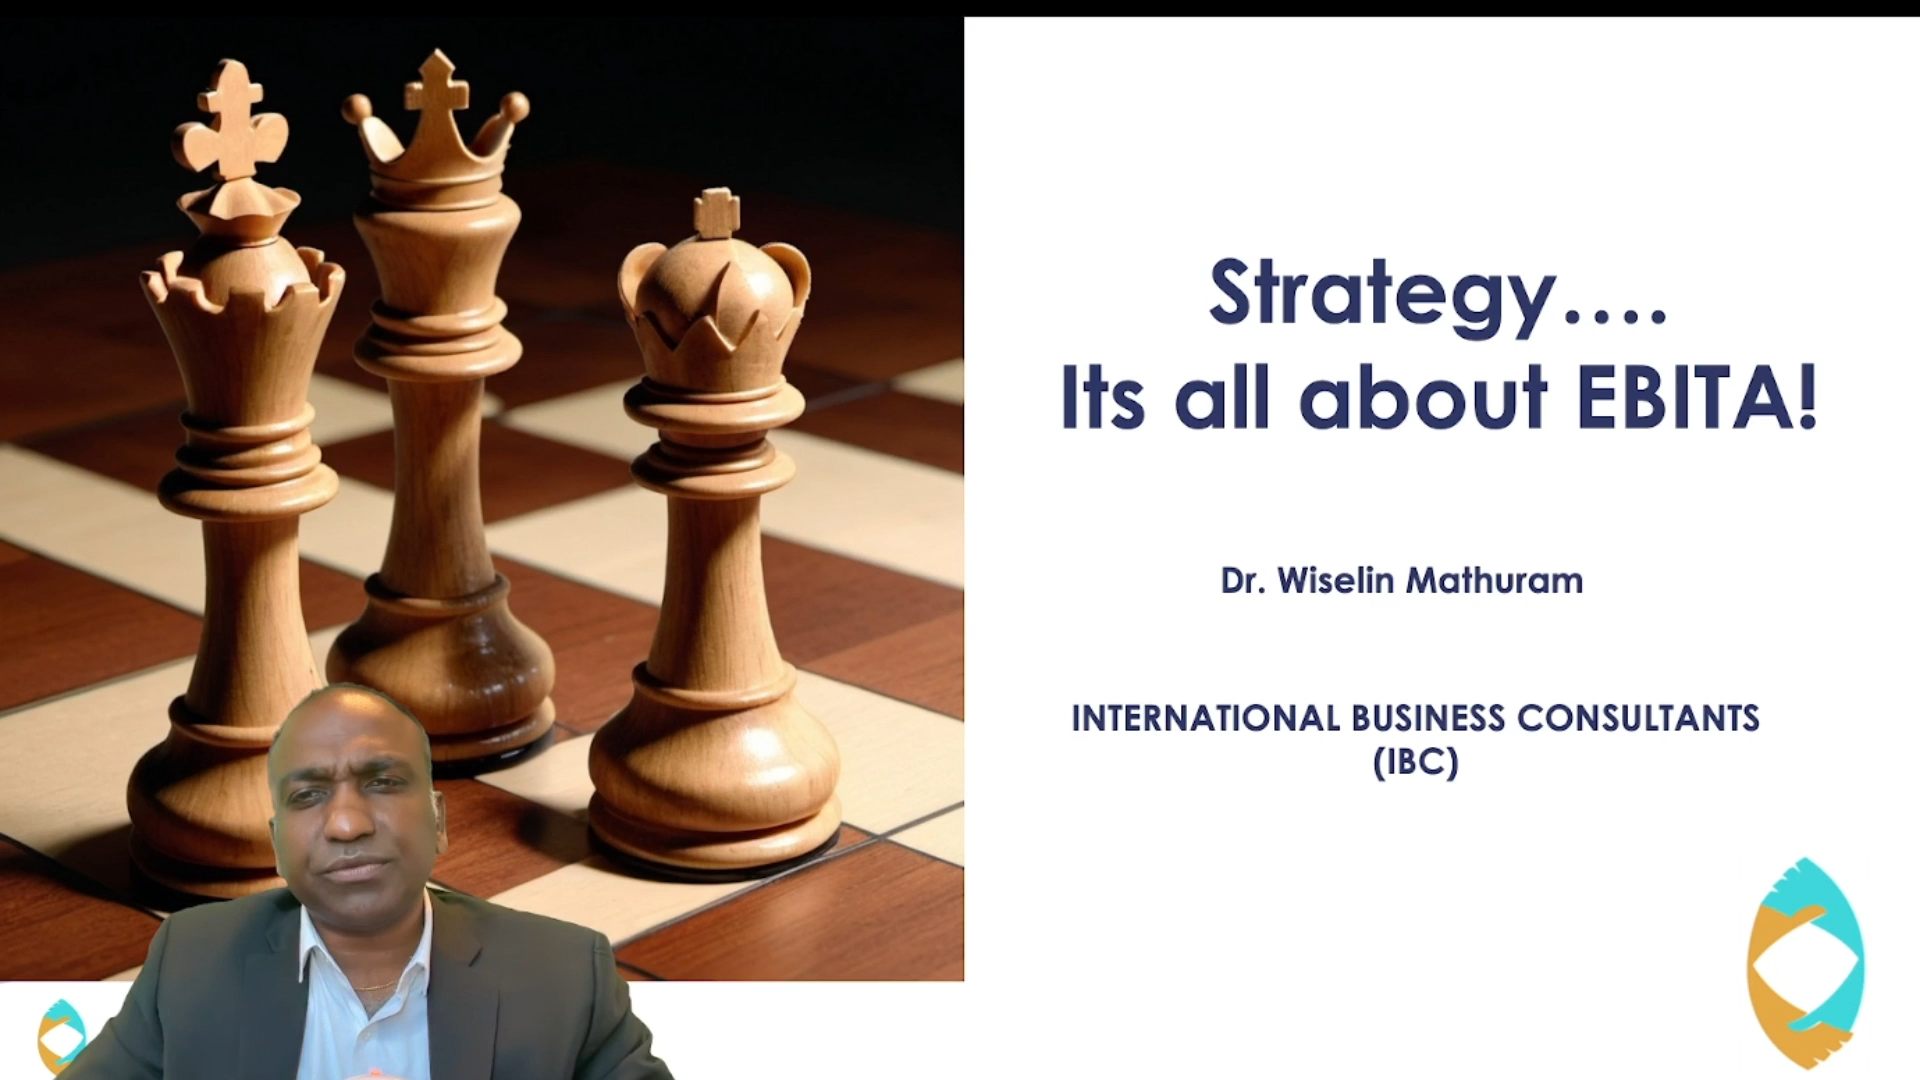 Strategy....
Its all about EBITA!
Dr. Wiselin Mathuram
INTERNATIONAL BUSINESS CONSULTANTS
(IBC)